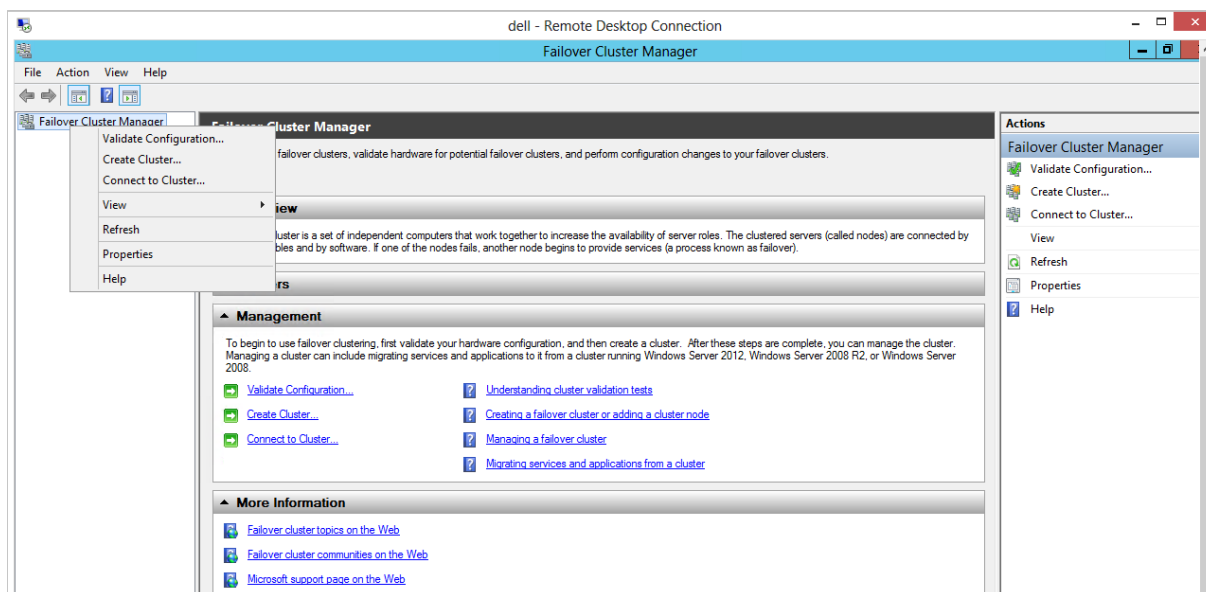 dell - Remote Desktop Connection
Failover Cluster Manager
File Action View Help
Failover Cluster Manager
Validate Configuration...
Create Cluster...
Connect to Cluster...
View
Refresh
Properties
Help
Cluster Manager
failover clusters, validate hardware for potential failover clusters, and perform configuration changes to your failover clusters.
iew
luster is a set of independent computers that work together to increase the availability of server roles. The clustered servers (called nodes) are connected by
bles and by software. If one of the nodes fails, another node begins to provide services (a process known as failover).
rs
Management
To begin to use failover clustering, first validate your hardware configuration, and then create a cluster. After these steps are complete, you can manage the cluster.
Managing a cluster can include migrating services and applications to it from a cluster running Windows Server 2012, Windows Server 2008 R2, or Windows Server
2008.
Validate Configuration...
Understanding cluster validation tests
Create Cluster...
Creating a failover cluster or adding a cluster node
Connect to Cluster...
Managing a failover cluster
Migrating services and applications from a cluster
More Information
Failover cluster topics on the Web
Failover cluster communities on the Web
Microsoft support page on the Web
Actions
Failover Cluster Manager
Validate Configuration...
Create Cluster...
Connect to Cluster...
View
Refresh
Properties
Help